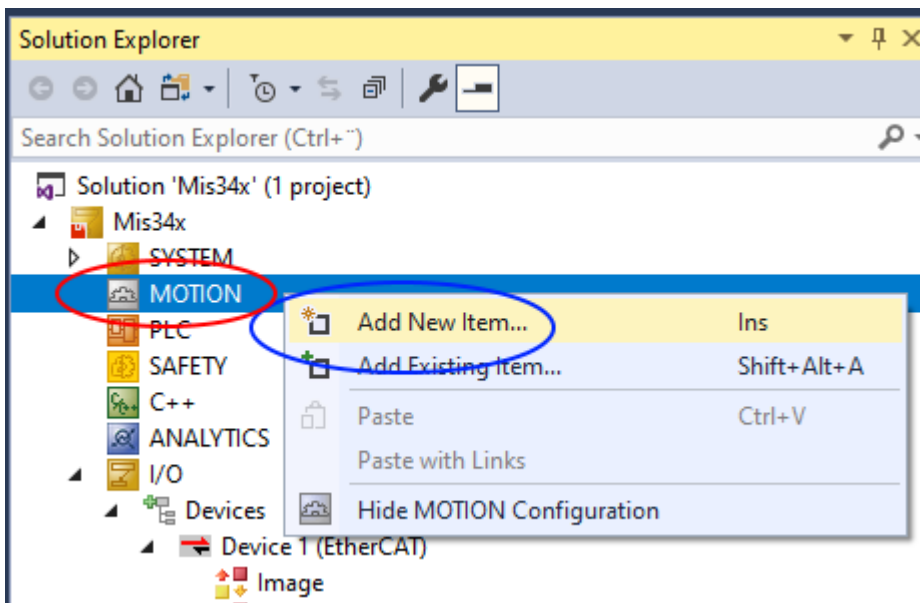 Solution Explorer
Search Solution Explorer (Ctrl+¨)
Solution 'Mis34x' (1 project)
Mis34x
SYSTEM
MOTION
Add New Item... Ins
PLC
SAFETY
Add Existing Item... Shift+Alt+A
C++
Paste Ctrl+V
ANALYTICS
Paste with Links
I/O
Devices
Hide MOTION Configuration
Device 1 (EtherCAT)
Image